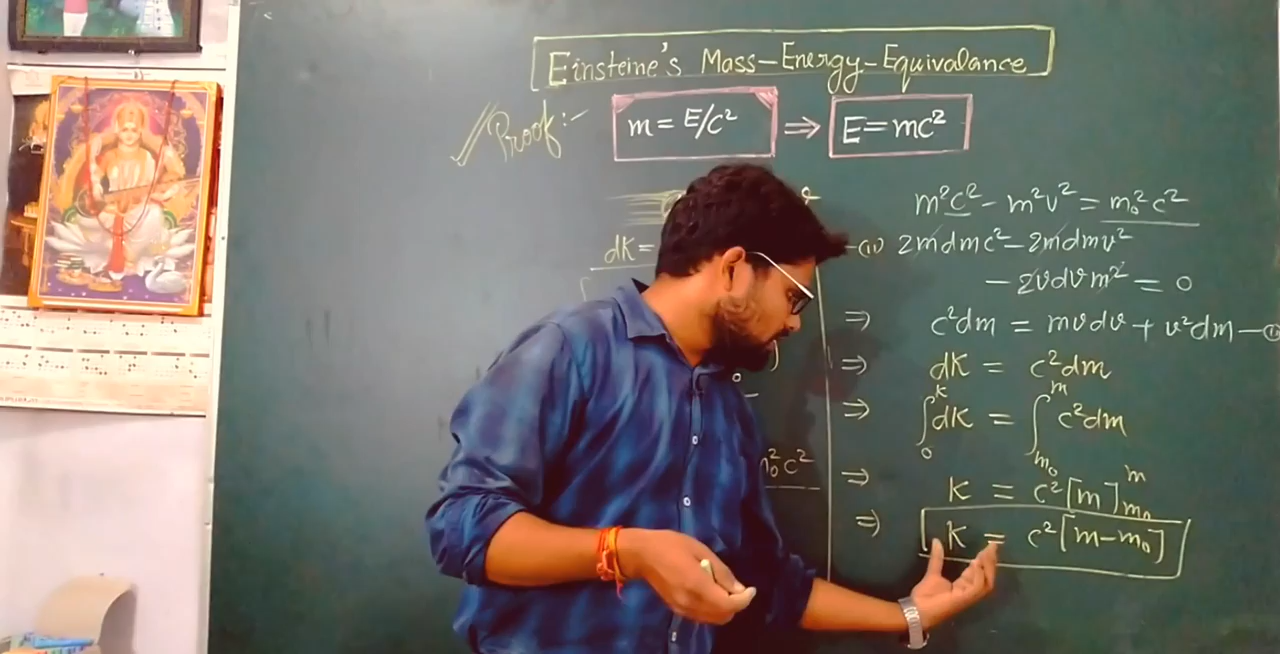 Einsteine's Mass-Energy-Equivalance
Proof:- m = E/c² ⇒ E = mc²
dK =
m₀²c²
m²c² - m²v² = m₀²c²
-(ii) 2mdmc² - 2mdmv²
- 2vdvm² = 0
⇒ c²dm = mvdv + v²dm -
⇒ dK = c²dm
⇒ ∫₀ᴷ dK = ∫ₘ₀ᵐ c²dm
⇒ K = c²[m]ₘ₀ᵐ
⇒ K = c²[m-m₀]